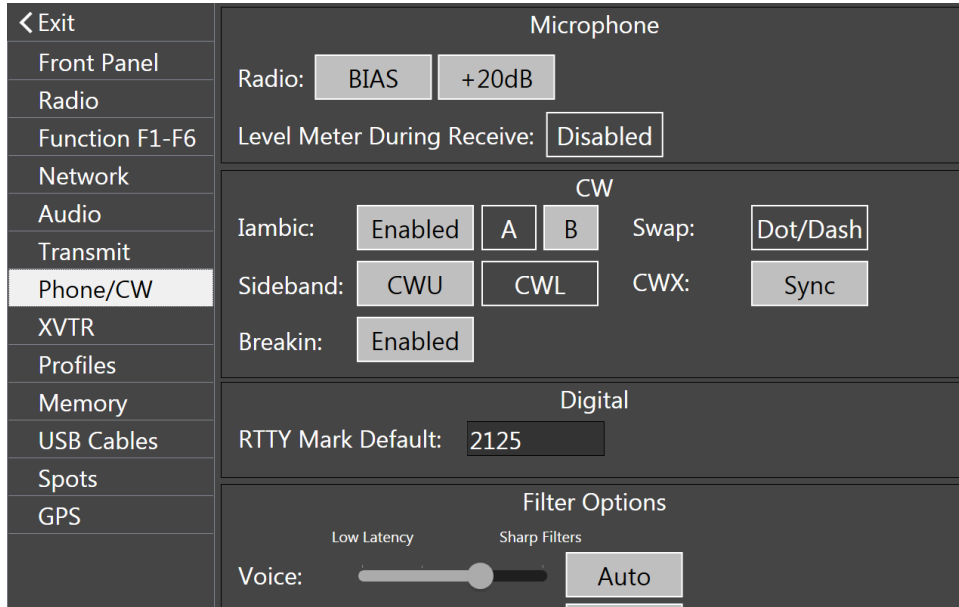 Exit
Front Panel
Radio
Function F1-F6
Network
Audio
Transmit
Phone/CW
XVTR
Profiles
Memory
USB Cables
Spots
GPS
Microphone
Radio: BIAS +20dB
Level Meter During Receive: Disabled
CW
Iambic: Enabled A B Swap: Dot/Dash
Sideband: CWU CWL CWX: Sync
Breakin: Enabled
Digital
RTTY Mark Default: 2125
Filter Options
Low Latency Sharp Filters
Voice: Auto